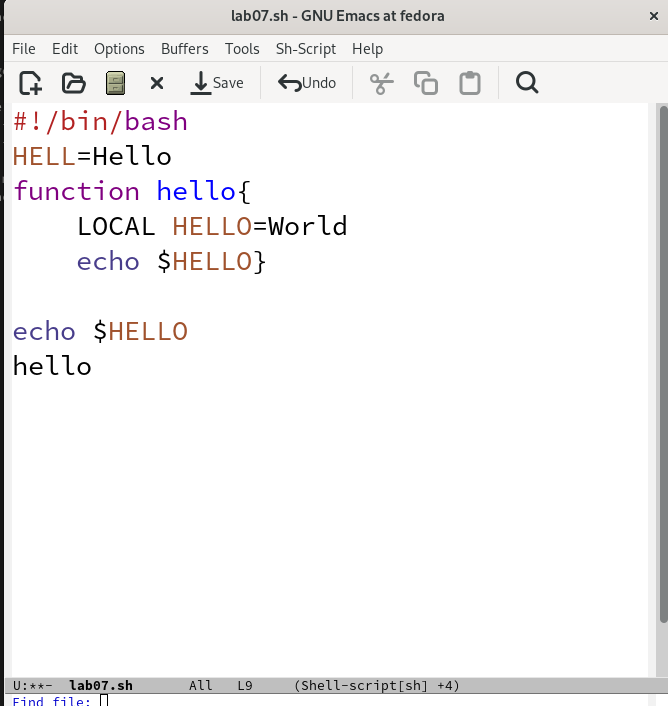 lab07.sh - GNU Emacs at fedora
File Edit Options Buffers Tools Sh-Script Help
Save Undo
#!/bin/bash
HELL=Hello
function hello{
    LOCAL HELLO=World
    echo $HELLO}
echo $HELLO
hello
U:**- lab07.sh All L9 (Shell-script[sh] +4)
Find file: